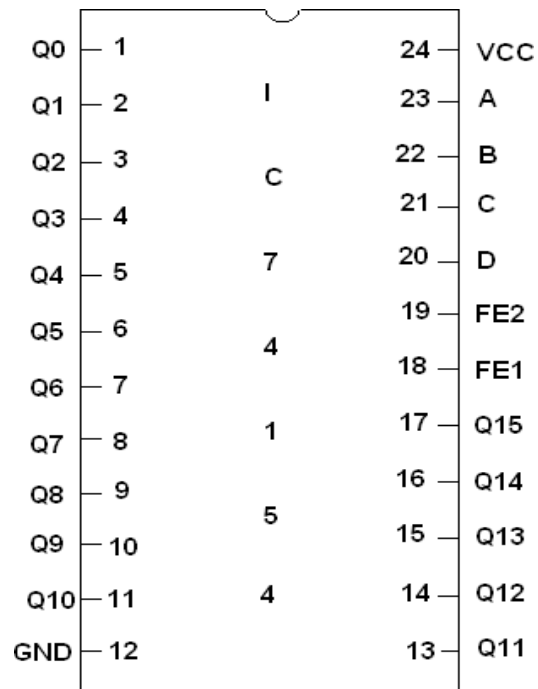 Q0 1 24 VCC
Q1 2 I 23 A
Q2 3 C 22 B
Q3 4 21 C
Q4 5 7 20 D
Q5 6 4 19 FE2
Q6 7 18 FE1
Q7 8 1 17 Q15
Q8 9 5 16 Q14
Q9 10 15 Q13
Q10 11 4 14 Q12
GND 12 13 Q11